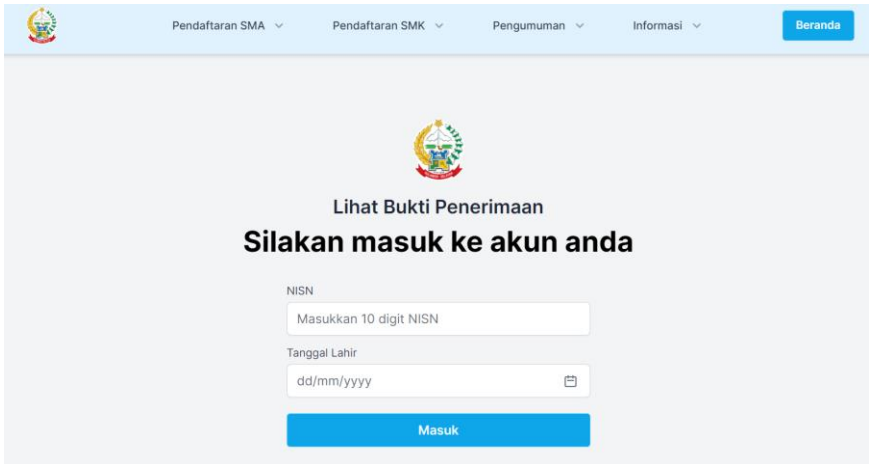 Pendaftaran SMA Pendaftaran SMK Pengumuman Informasi Beranda
Lihat Bukti Penerimaan
Silakan masuk ke akun anda
NISN
Masukkan 10 digit NISN
Tanggal Lahir
dd/mm/yyyy
Masuk